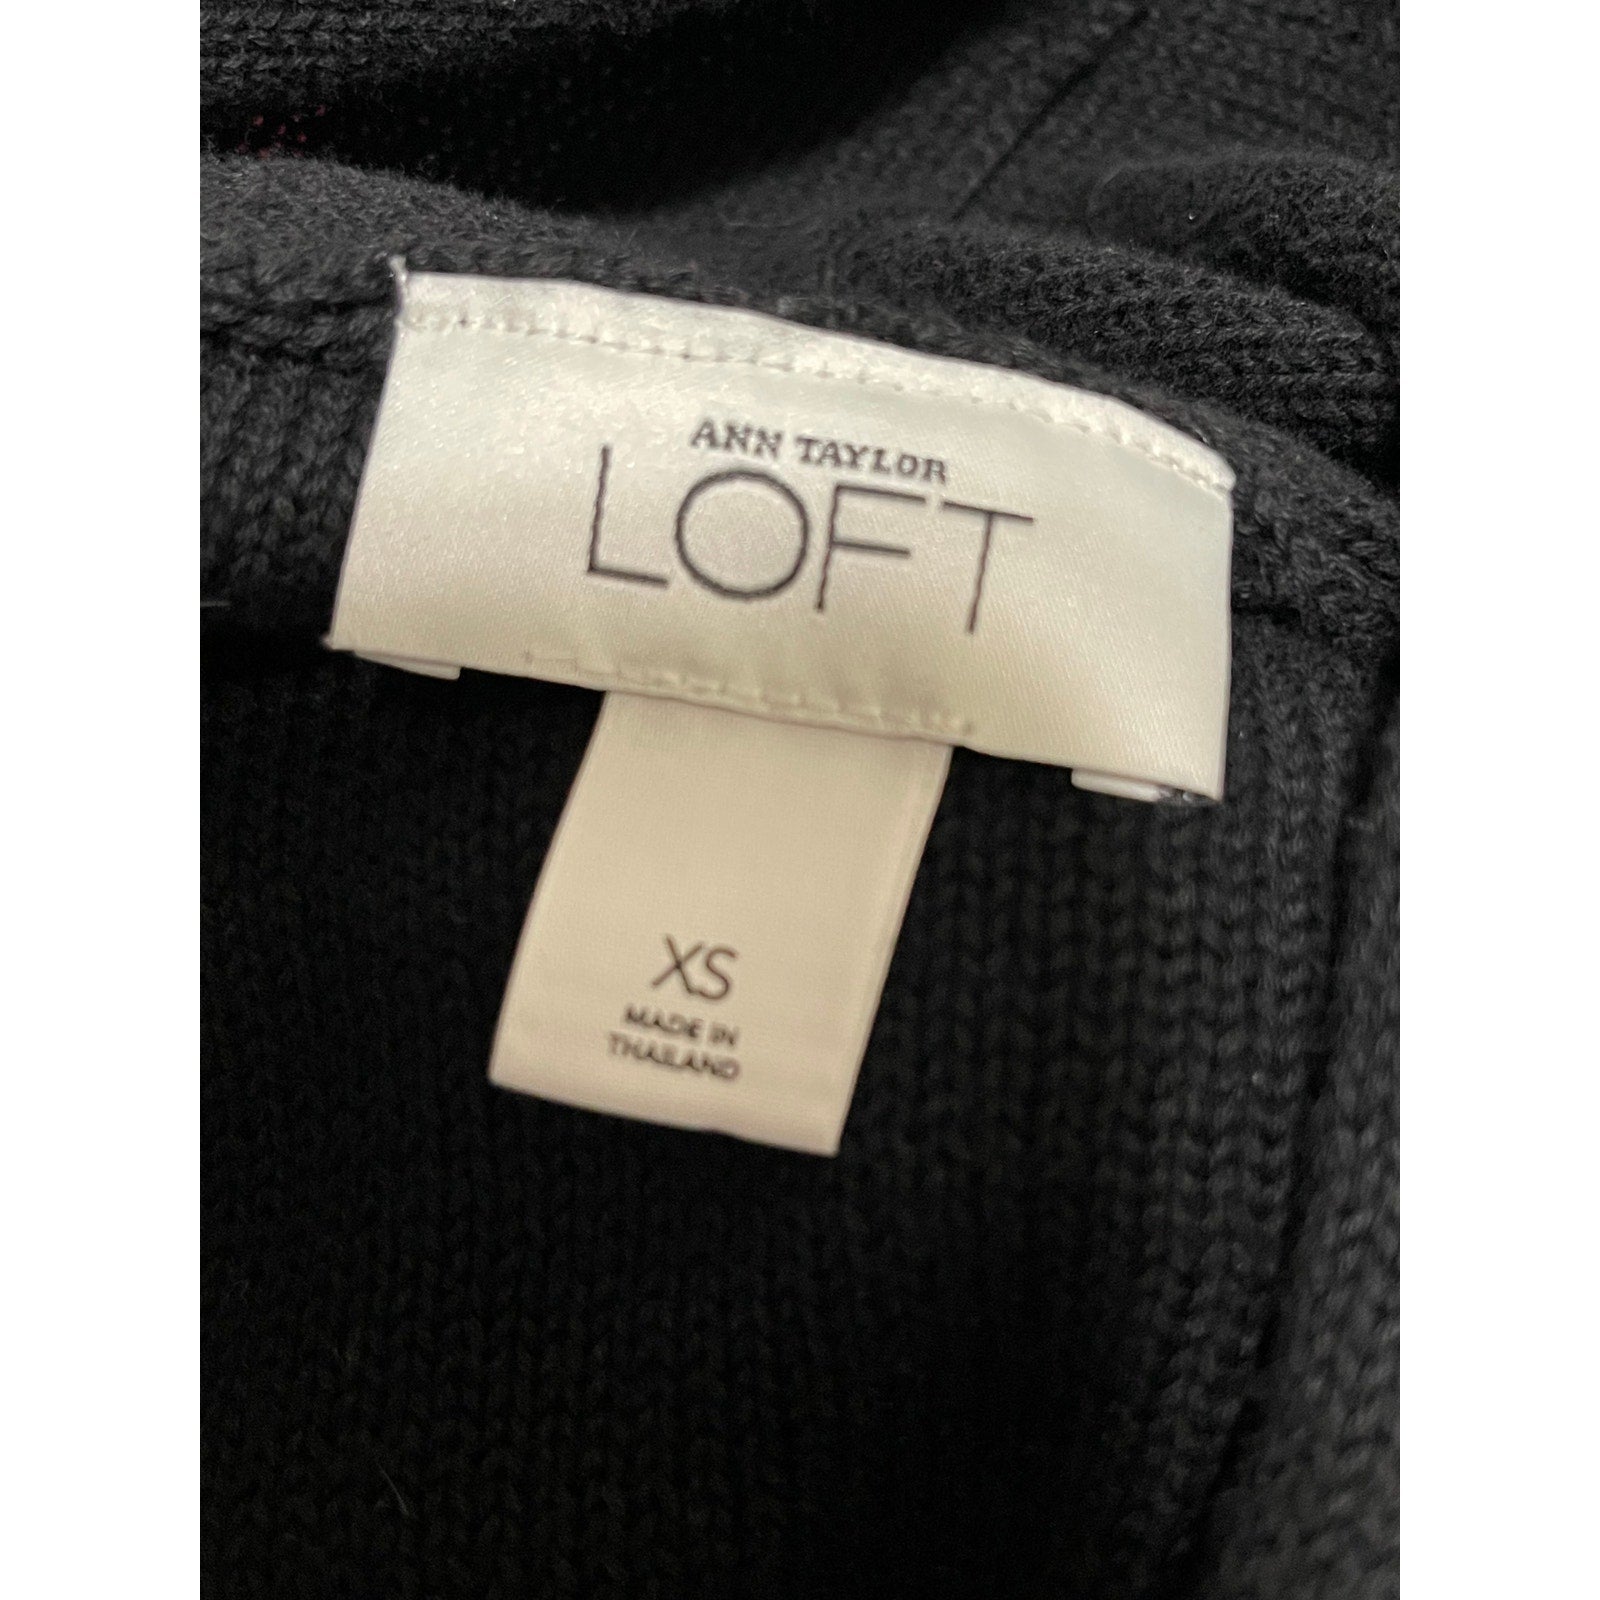 ANN TAYLOR
LOFT
XS
MADE IN
THAILAND